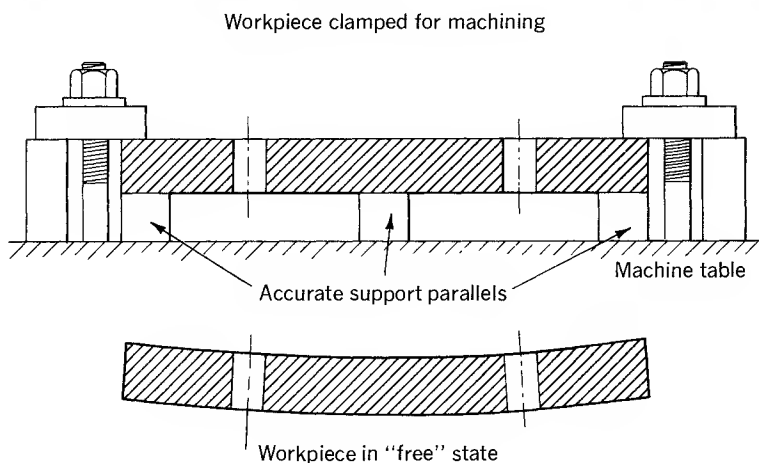 Workpiece clamped for machining
Machine table
Accurate support parallels
Workpiece in "free" state